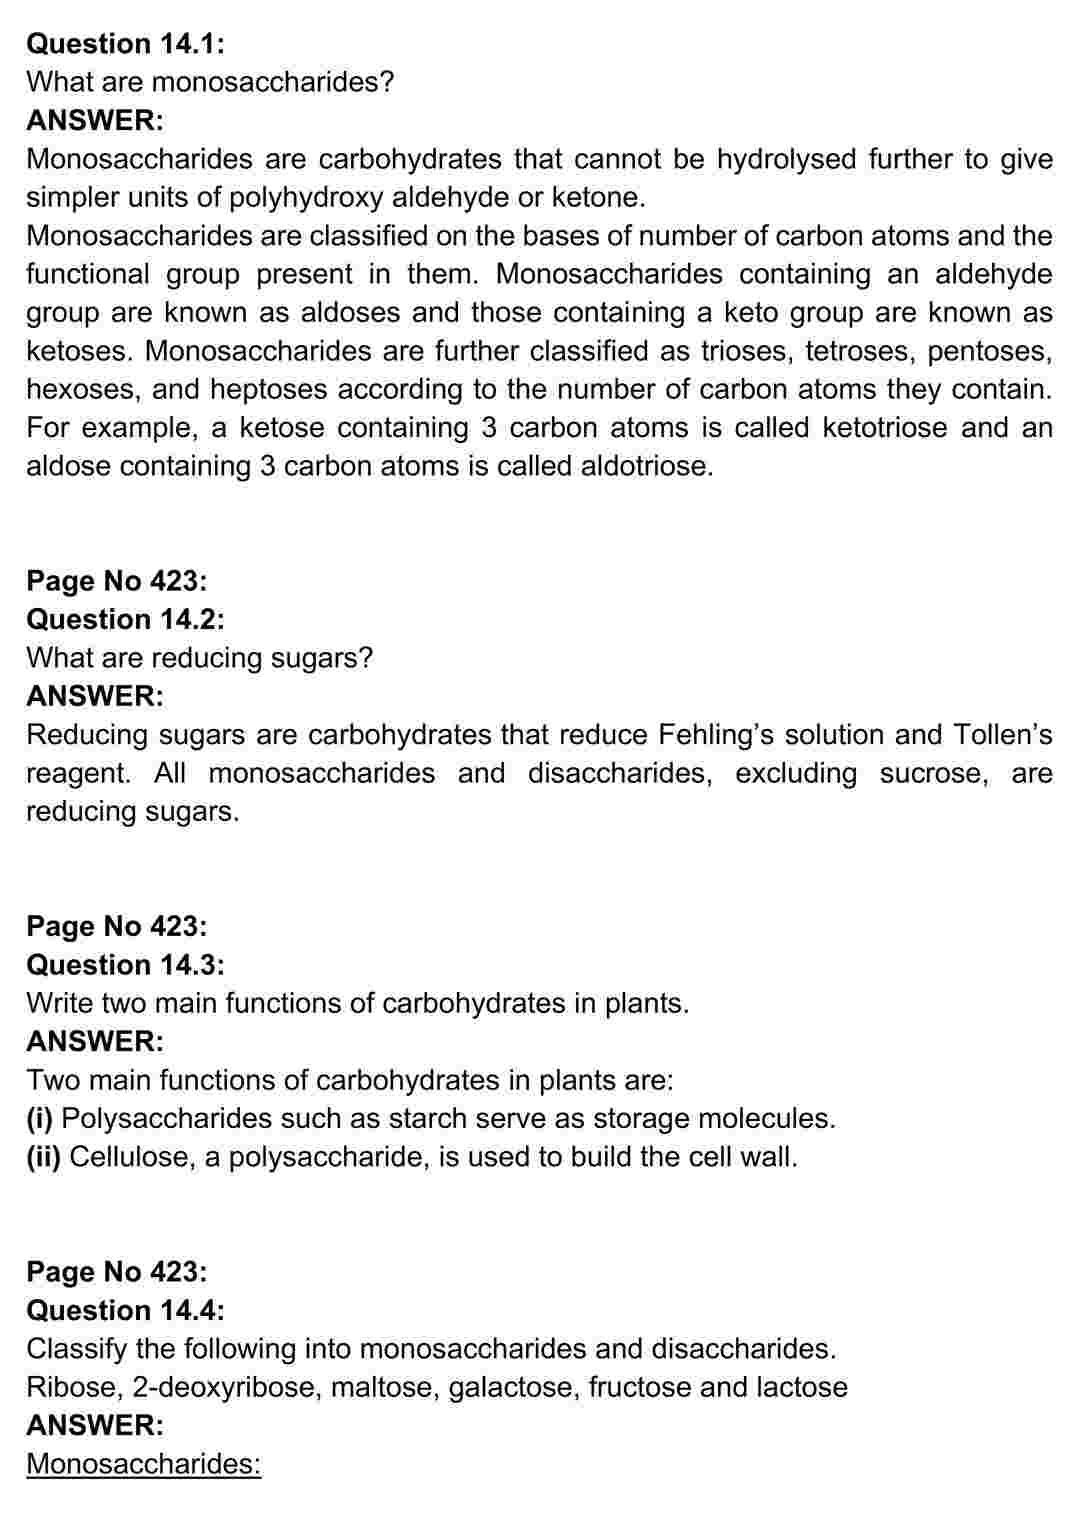 Question 14.1:
What are monosaccharides?
ANSWER:
Monosaccharides are carbohydrates that cannot be hydrolysed further to give
simpler units of polyhydroxy aldehyde or ketone.
Monosaccharides are classified on the bases of number of carbon atoms and the
functional group present in them. Monosaccharides containing an aldehyde
group are known as aldoses and those containing a keto group are known as
ketoses. Monosaccharides are further classified as trioses, tetroses, pentoses,
hexoses, and heptoses according to the number of carbon atoms they contain.
For example, a ketose containing 3 carbon atoms is called ketotriose and an
aldose containing 3 carbon atoms is called aldotriose.
Page No 423:
Question 14.2:
What are reducing sugars?
ANSWER:
Reducing sugars are carbohydrates that reduce Fehling’s solution and Tollen’s
reagent. All monosaccharides and disaccharides, excluding sucrose, are
reducing sugars.
Page No 423:
Question 14.3:
Write two main functions of carbohydrates in plants.
ANSWER:
Two main functions of carbohydrates in plants are:
(i) Polysaccharides such as starch serve as storage molecules.
(ii) Cellulose, a polysaccharide, is used to build the cell wall.
Page No 423:
Question 14.4:
Classify the following into monosaccharides and disaccharides.
Ribose, 2-deoxyribose, maltose, galactose, fructose and lactose
ANSWER:
Monosaccharides: